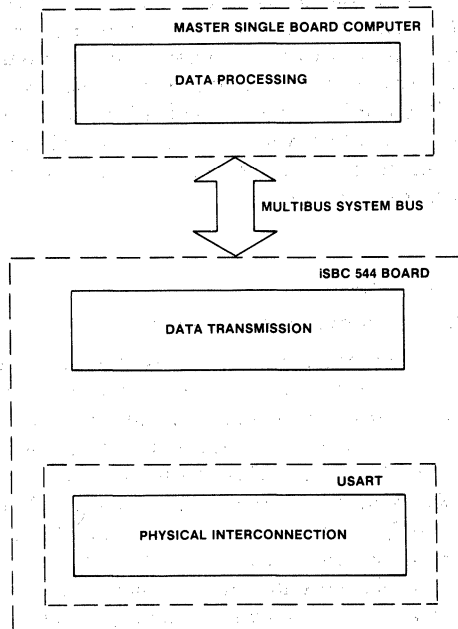 MASTER SINGLE BOARD COMPUTER
DATA PROCESSING
MULTIBUS SYSTEM BUS
iSBC 544 BOARD
DATA TRANSMISSION
USART
PHYSICAL INTERCONNECTION